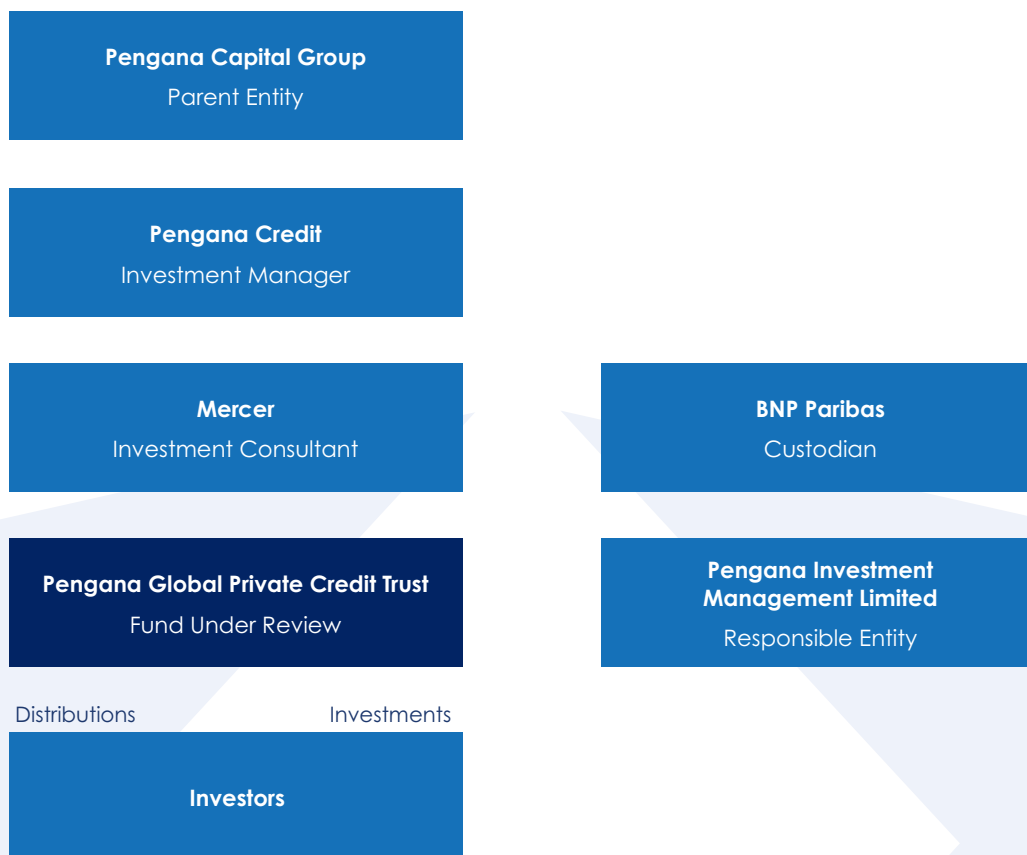 Pengana Capital Group
Parent Entity
Pengana Credit
Investment Manager
Mercer
Investment Consultant
BNP Paribas
Custodian
Pengana Global Private Credit Trust
Fund Under Review
Pengana Investment
Management Limited
Responsible Entity
Distributions
Investments
Investors